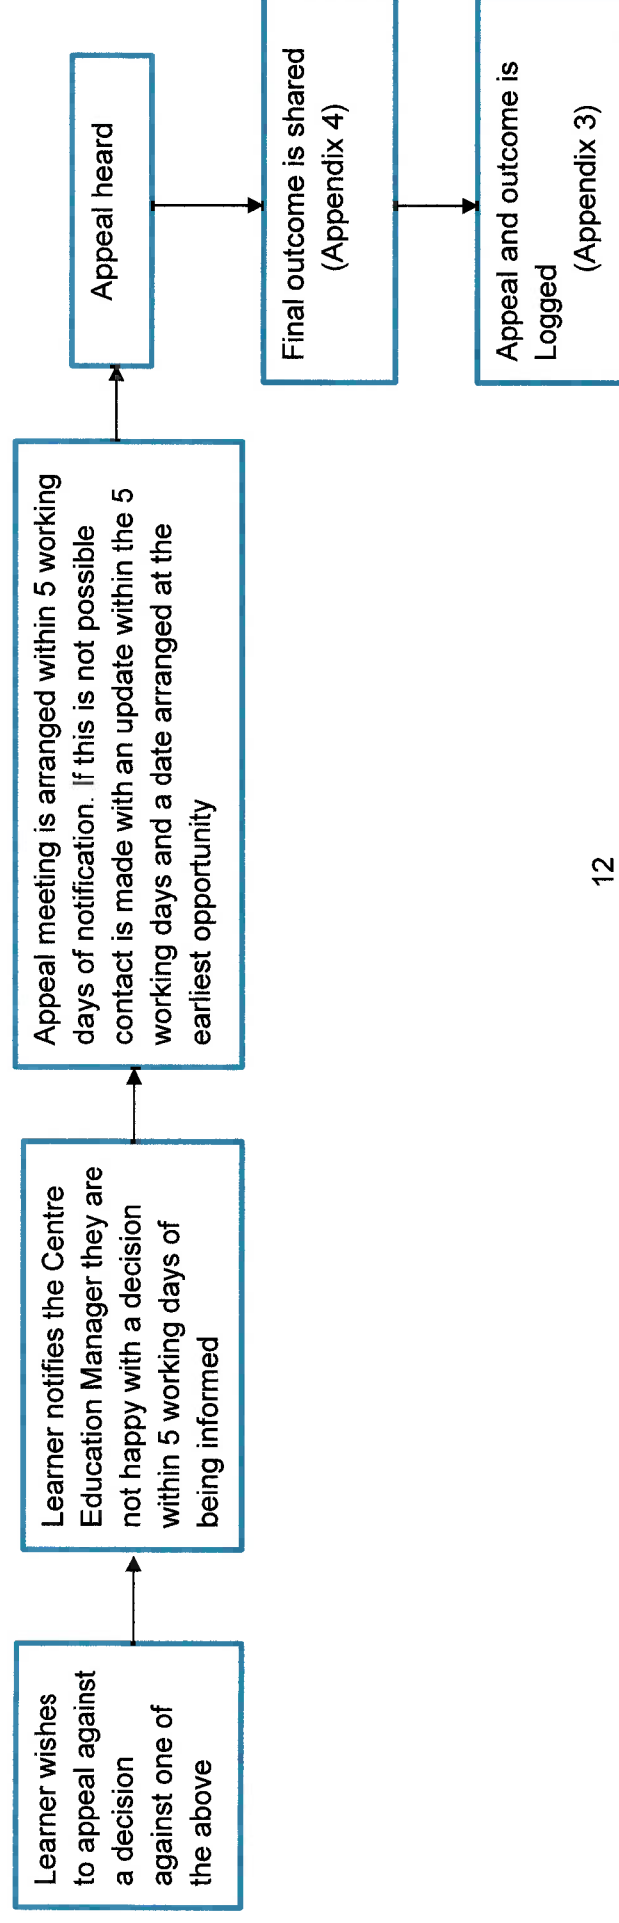 Learner wishes
to appeal against
a decision
against one of
the above
Learner notifies the Centre
Education Manager they are
not happy with a decision
within 5 working days of
being informed
Appeal meeting is arranged within 5 working
days of notification. If this is not possible
contact is made with an update within the 5
working days and a date arranged at the
earliest opportunity
Appeal heard
Final outcome is shared
(Appendix 4)
Appeal and outcome is
Logged
(Appendix 3)
12